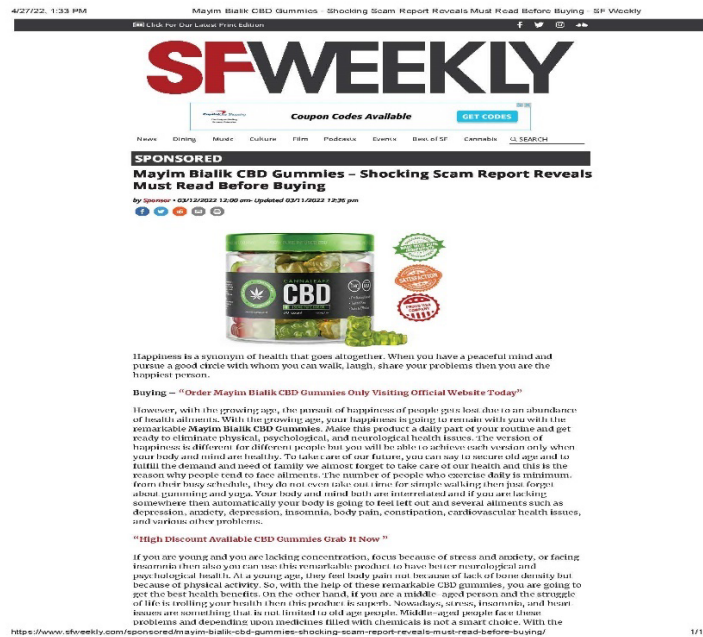 4/27/22, 1:33 PM
Mayim Bialik CBD Gummies - Shocking Scam Report Reveals Must Read Before Buying - SF Weekly
Click For Our Latest Print Edition
SFWEEKLY
Coupon Codes Available
GET CODES
News Dining Music Culture Film Podcasts Events Best of SF Cannabis SEARCH
SPONSORED
Mayim Bialik CBD Gummies – Shocking Scam Report Reveals
Must Read Before Buying
by Sponsor • 03/12/2022 12:00 am- Updated 03/11/2022 12:36 pm
CBD
SATISFACTION
Happiness is a synonym of health that goes altogether. When you have a peaceful mind and
pursue a good circle with whom you can walk, laugh, share your problems then you are the
happiest person.
Buying – “Order Mayim Bialik CBD Gummies Only Visiting Official Website Today”
However, with the growing age, the pursuit of happiness of people gets lost due to an abundance
of health ailments. With the growing age, your happiness is going to remain with you with the
remarkable Mayim Bialik CBD Gummies. Make this product a daily part of your routine and get
ready to eliminate physical, psychological, and neurological health issues. The version of
happiness is different for different people but you will be able to achieve each version only when
your body and mind are healthy. To take care of our future, you can say to secure old age and to
fulfill the demand and need of family we almost forget to take care of our health and this is the
reason why people tend to face ailments. The number of people who exercise daily is minimum.
from their busy schedule, they do not even take out time for simple walking then just forget
about gumming and yoga. Your body and mind both are interrelated and if you are lacking
somewhere then automatically your body is going to feel left out and several ailments such as
depression, anxiety, depression, insomnia, body pain, constipation, cardiovascular health issues,
and various other problems.
“High Discount Available CBD Gummies Grab It Now ”
If you are young and you are lacking concentration, focus because of stress and anxiety, or facing
insomnia then also you can use this remarkable product to have better neurological and
psychological health. At a young age, they feel body pain not because of lack of bone density but
because of physical activity. So, with the help of these remarkable CBD gummies, you are going to
get the best health benefits. On the other hand, if you are a middle- aged person and the struggle
of life is trolling your health then this product is superb. Nowadays, stress, insomnia, and heart
issues are something that is not limited to old age people. Middle-aged people face these
problems and depending upon medicines filled with chemicals is not a smart choice. With the
https://www.sfweekly.com/sponsored/mayim-bialik-cbd-gummies-shocking-scam-report-reveals-must-read-before-buying/
1/1